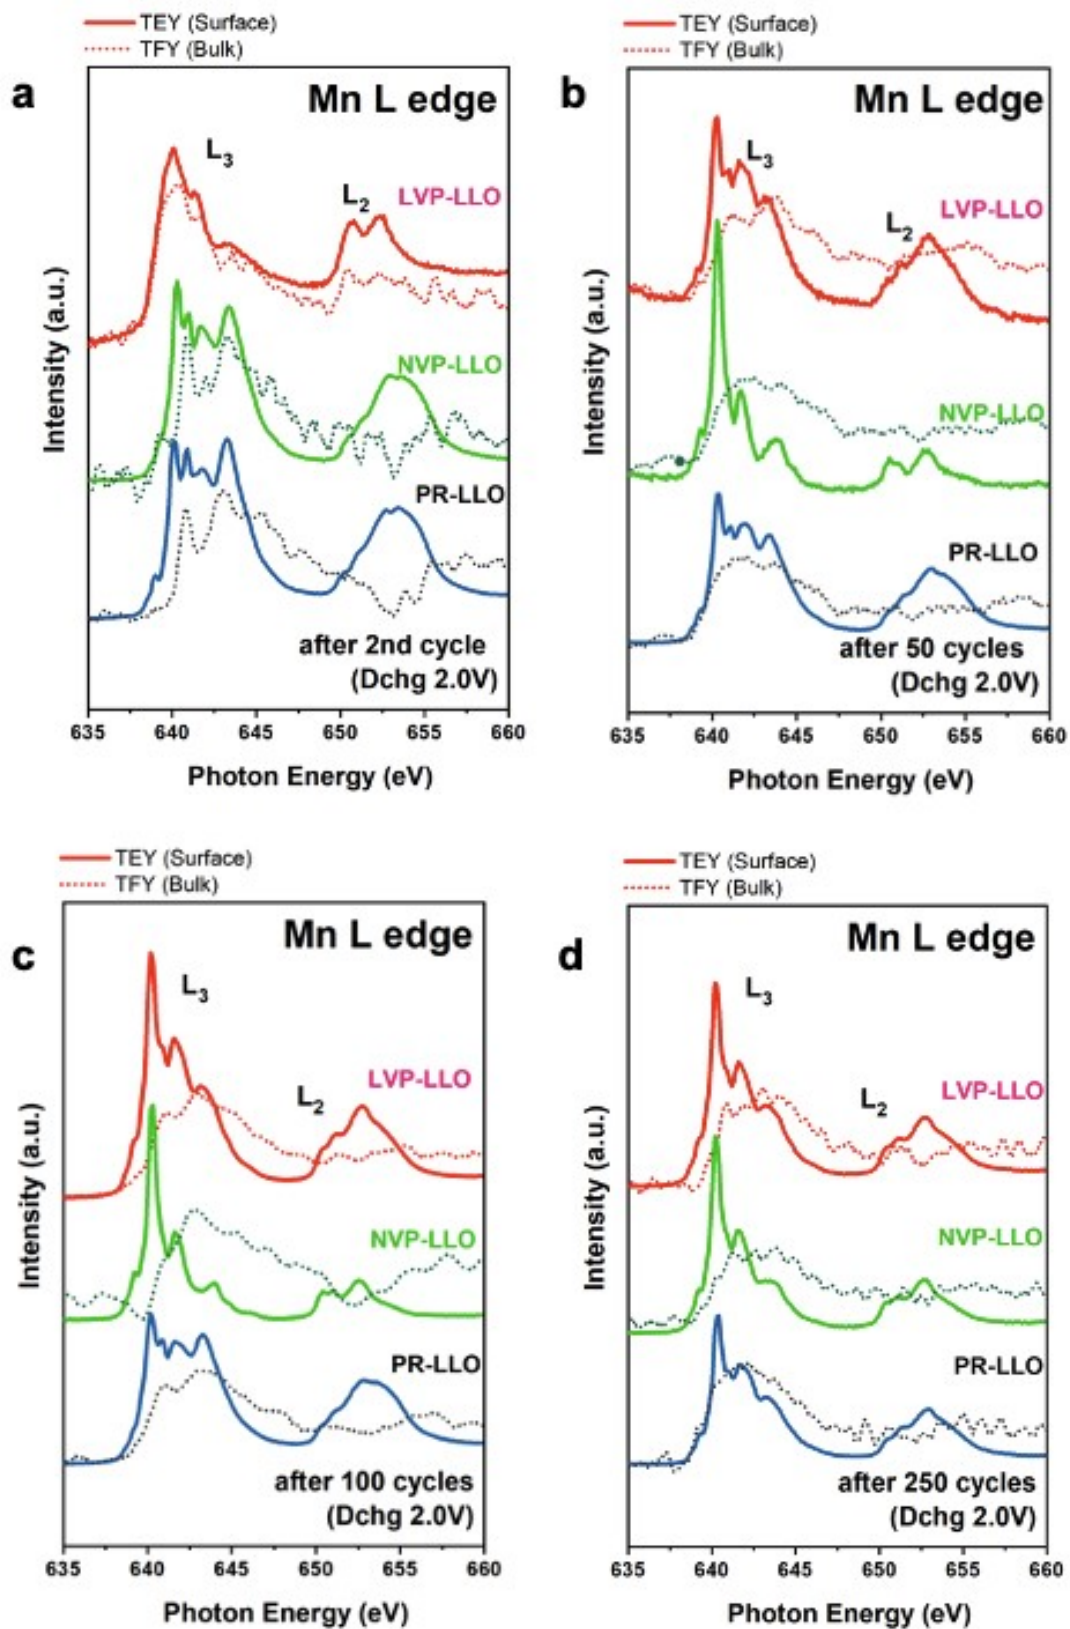 TEY (Surface)
TFY (Bulk)
a
Mn L edge
L3
L2
LVP-LLO
NVP-LLO
PR-LLO
after 2nd cycle
(Dchg 2.0V)
Intensity (a.u.)
635 640 645 650 655 660
Photon Energy (eV)
TEY (Surface)
TFY (Bulk)
b
Mn L edge
L3
L2
LVP-LLO
NVP-LLO
PR-LLO
after 50 cycles
(Dchg 2.0V)
Intensity (a.u.)
635 640 645 650 655 660
Photon Energy (eV)
TEY (Surface)
TFY (Bulk)
c
Mn L edge
L3
L2
LVP-LLO
NVP-LLO
PR-LLO
after 100 cycles
(Dchg 2.0V)
Intensity (a.u.)
635 640 645 650 655 660
Photon Energy (eV)
TEY (Surface)
TFY (Bulk)
d
Mn L edge
L3
L2
LVP-LLO
NVP-LLO
PR-LLO
after 250 cycles
(Dchg 2.0V)
Intensity (a.u.)
635 640 645 650 655 660
Photon Energy (eV)